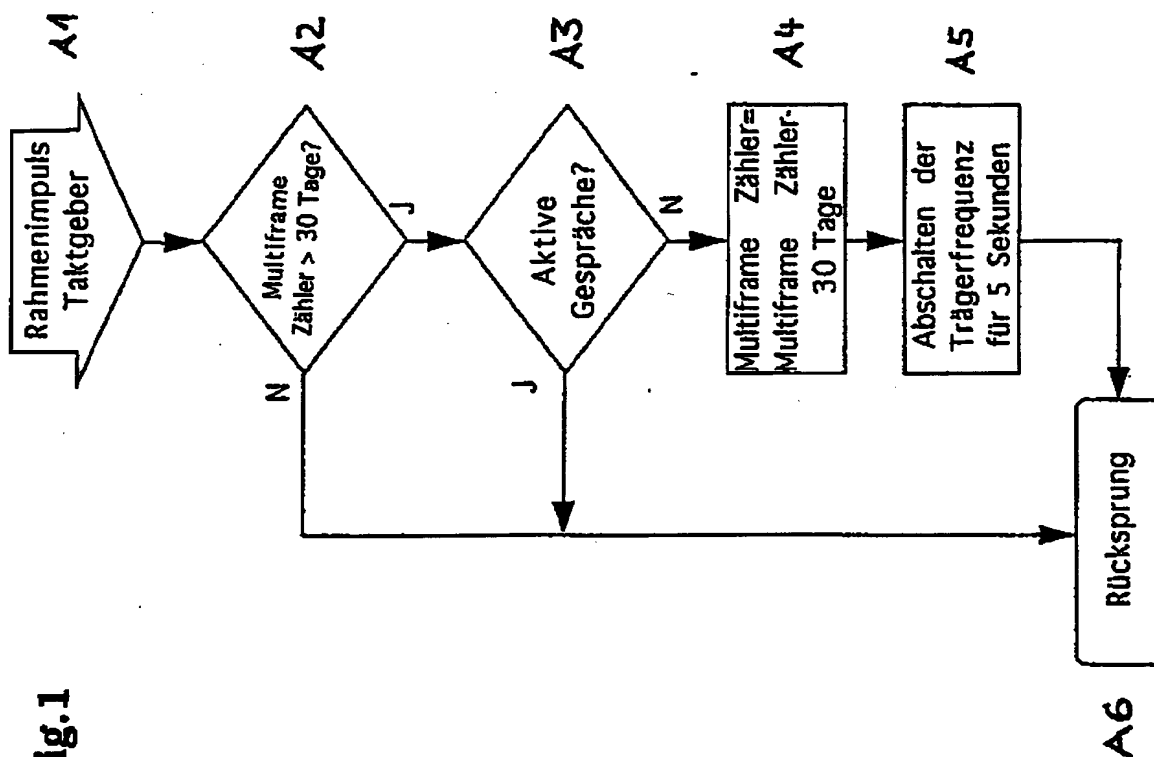 ig.1
Rahmenimpuls
Taktgeber
A1
Multiframe
Zähler > 30 Tage?
A2
N
J
Aktive
Gespräche?
A3
J
N
Multiframe Zähler=
Multiframe Zähler-
30 Tage
A4
Abschalten der
Trägerfrequenz
für 5 Sekunden
A5
Rücksprung
A6